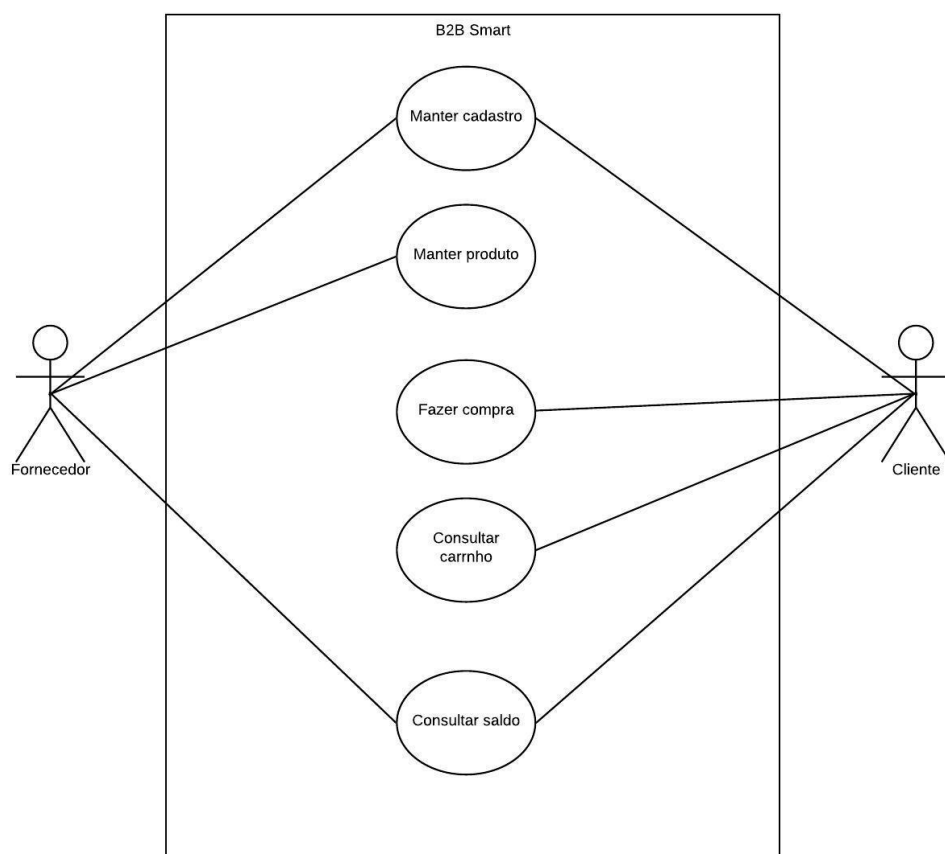 B2B Smart
Manter cadastro
Manter produto
Fazer compra
Fornecedor
Cliente
Consultar
carrnho
Consultar saldo